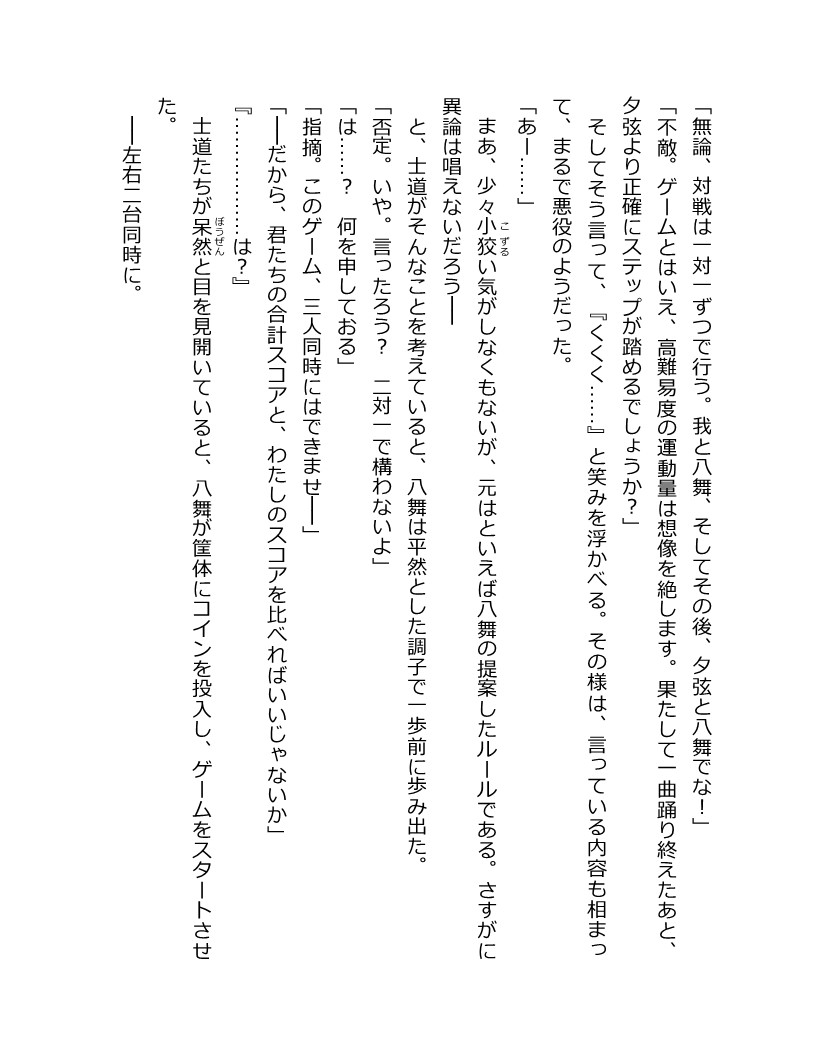 「無論、対戦は一対一ずつで行う。我と八舞、そしてその後、夕弦と八舞でな！」
「不敵。ゲームとはいえ、高難易度の運動量は想像を絶します。果たして一曲踊り終えたあと、
夕弦より正確にステップが踏めるでしょうか？」
　そしてそう言って、『くくく……』と笑みを浮かべる。その様は、言っている内容も相まっ
て、まるで悪役のようだった。
「あー……」
　まあ、少々小狡い気がしなくもないが、元はといえば八舞の提案したルールである。さすがに
異論は唱えないだろう──
　と、士道がそんなことを考えていると、八舞は平然とした調子で一歩前に歩み出た。
「否定。いや。言ったろう？　二対一で構わないよ」
「は……？　何を申しておる」
「指摘。このゲーム、三人同時にはできませ──」
「──だから、君たちの合計スコアと、わたしのスコアを比べればいいじゃないか」
『………………は？』
　士道たちが呆然と目を見開いていると、八舞が筐体にコインを投入し、ゲームをスタートさせ
た。
　──左右二台同時に。